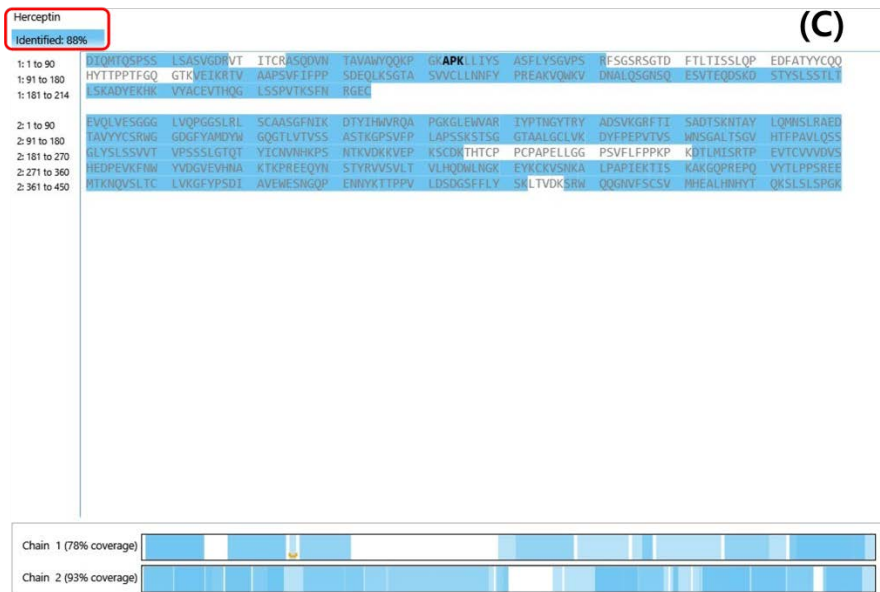 Herceptin
(C)
Identified: 88%
1: 1 to 90 DIQMTQSPSS LSASVGDRVT ITCRASQDVN TAVAWYQQKP GKAPKLLIYS ASFLYSGVPS RFSGSRSGTD FTLTISSLQP EDFATYYCQQ
1: 91 to 180 HYTTPPTFGQ GTKVEIKRTV AAPSVFIFPP SDEQLKSGTA SVVCLLNNFY PREAKVQWKV DNALQSGNSQ ESVTEQDSKD STYSLSSTLT
1: 181 to 214 LSKADYEKHK VYACEVTHQG LSSPVTKSFN RGEC
2: 1 to 90 EVQLVESGGG LVQPGGSLRL SCAASGFNIK DTYIHWVRQA PGKGLEWVAR IYPTNGYTRY ADSVKGRFTI SADTSKNTAY LQMNSLRAED
2: 91 to 180 TAVYYCSRWG GDGFYAMDYW GQGTLVTVSS ASTKGPSVFP LAPSSKSTSG GTAALGCLVK DYFPEPVTVS WNSGALTSGV HTFPAVLQSS
2: 181 to 270 GLYSLSSVVT VPSSSLGTQT YICNVNHKPS NTKVDKKVEP KSCDKTHTCP PCPAPELLGG PSVFLFPPKP KDTLMISRTP EVTCVVVDVS
2: 271 to 360 HEDPEVKFNW YVDGVEVHNA KTKPREEQYN STYRVVSVLT VLHQDWLNGK EYKCKVSNKA LPAPIEKTIS KAKGQPREPQ VYTLPPSREE
2: 361 to 450 MTKNQVSLTC LVKGFYPSDI AVEWESNGQP ENNYKTTPPV LDSDGSFFLY SKLTVDKSRW QQGNVFSCSV MHEALHNHYT QKSLSLSPGK
Chain 1 (78% coverage)
Chain 2 (93% coverage)